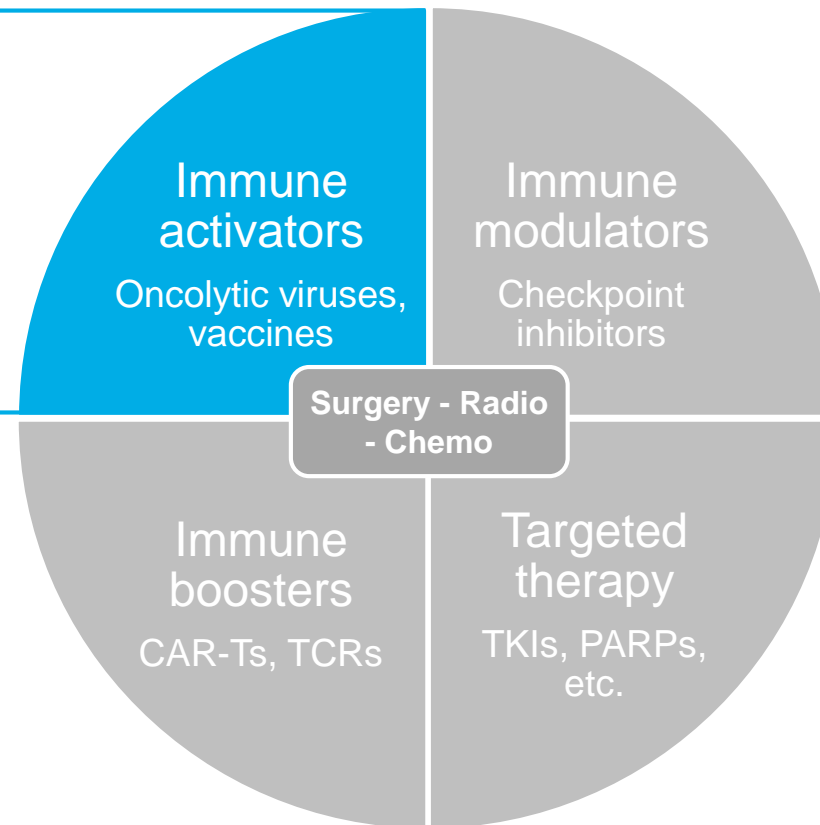 Immune
activators
Oncolytic viruses,
vaccines
Immune
modulators
Checkpoint
inhibitors
Surgery - Radio
- Chemo
Immune
boosters
CAR-Ts, TCRs
Targeted
therapy
TKIs, PARPs,
etc.